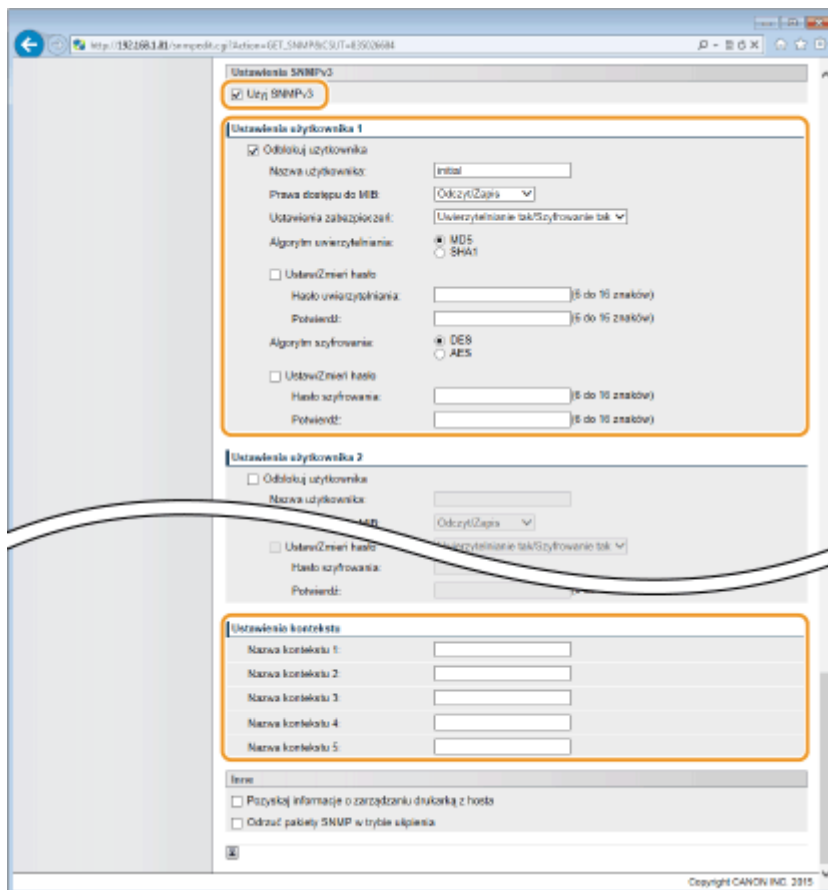 http://192.168.1.81/snmpedit.cgi?Action=GET_SNMP&CSUT=835026684
Ustawienia SNMPv3
Użyj SNMPv3
Ustawienia użytkownika 1
Odblokuj użytkownika
Nazwa użytkownika: initial
Prawa dostępu do MIB: Odczyt/Zapis
Ustawienia zabezpieczeń: Uwierzytelnianie tak/Szyfrowanie tak
Algorytm uwierzytelniania: MD5
SHA1
Ustaw/Zmień hasło
Hasło uwierzytelniania: (6 do 16 znaków)
Potwierdź: (6 do 16 znaków)
Algorytm szyfrowania: DES
AES
Ustaw/Zmień hasło
Hasło szyfrowania: (6 do 16 znaków)
Potwierdź: (6 do 16 znaków)
Ustawienia użytkownika 2
Odblokuj użytkownika
Nazwa użytkownika:
MIB: Odczyt/Zapis
Ustaw/Zmień hasło Uwierzytelnianie tak/Szyfrowanie tak
Hasło szyfrowania:
Potwierdź:
Ustawienia kontekstu
Nazwa kontekstu 1:
Nazwa kontekstu 2:
Nazwa kontekstu 3:
Nazwa kontekstu 4:
Nazwa kontekstu 5:
Inne
Pozyskaj informacje o zarządzaniu drukarką z hosta
Odrzuć pakiety SNMP w trybie uśpienia
Copyright CANON INC. 2015